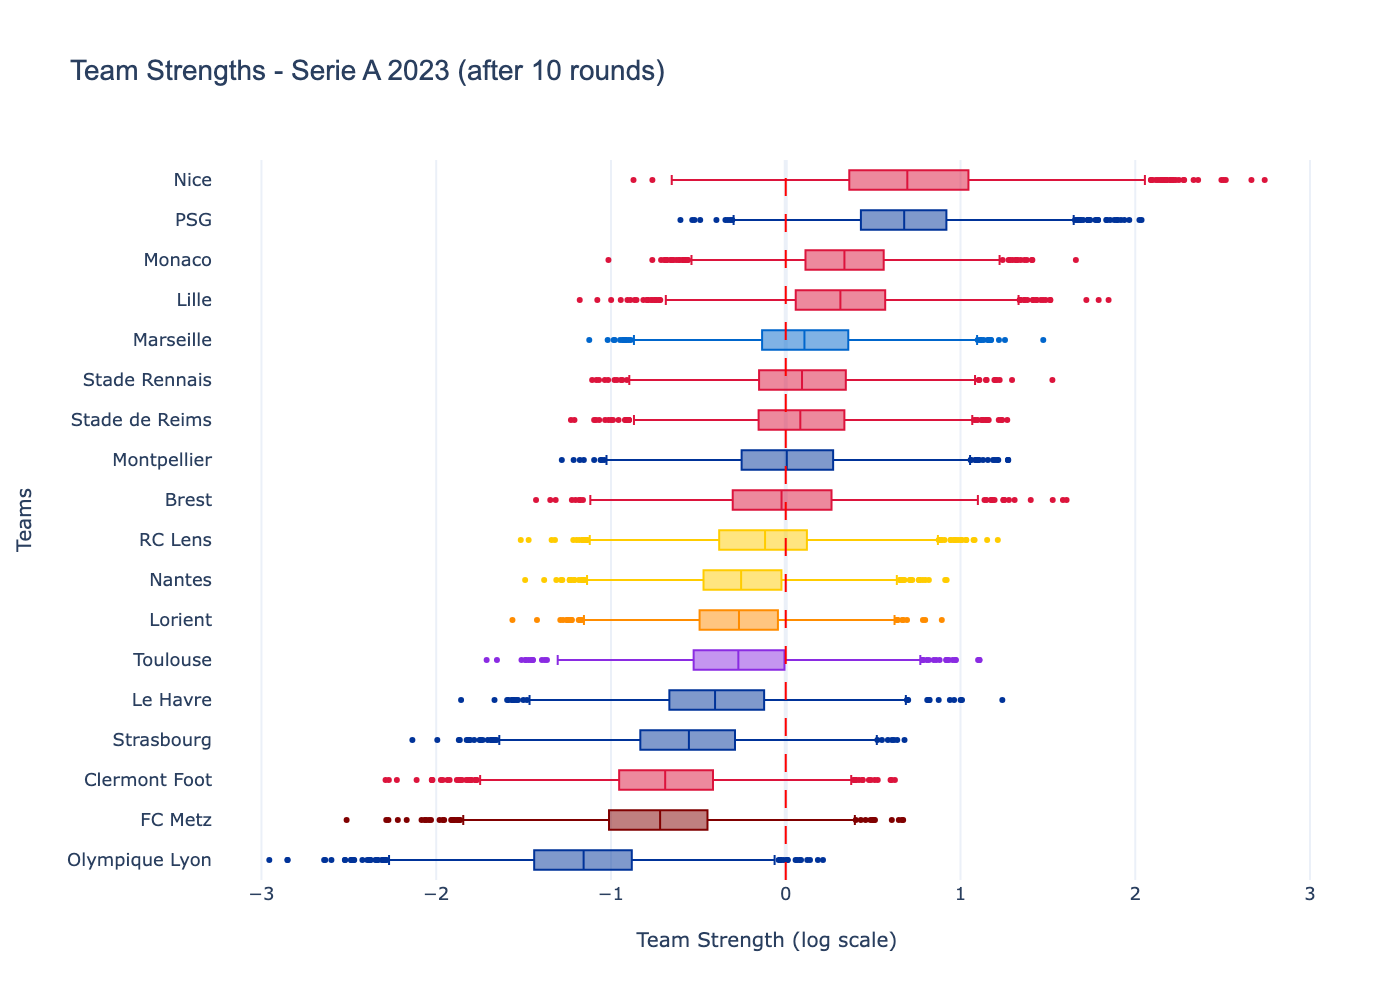 Team Strengths - Serie A 2023 (after 10 rounds)
Nice
PSG
Monaco
Lille
Marseille
Stade Rennais
Stade de Reims
Montpellier
Brest
RC Lens
Nantes
Lorient
Toulouse
Le Havre
Strasbourg
Clermont Foot
FC Metz
Olympique Lyon
Teams
−3 −2 −1 0 1 2 3
Team Strength (log scale)